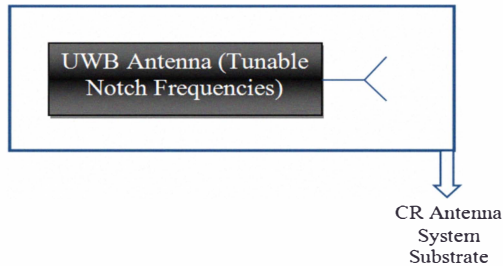 UWB Antenna (Tunable
Notch Frequencies)
CR Antenna
System
Substrate